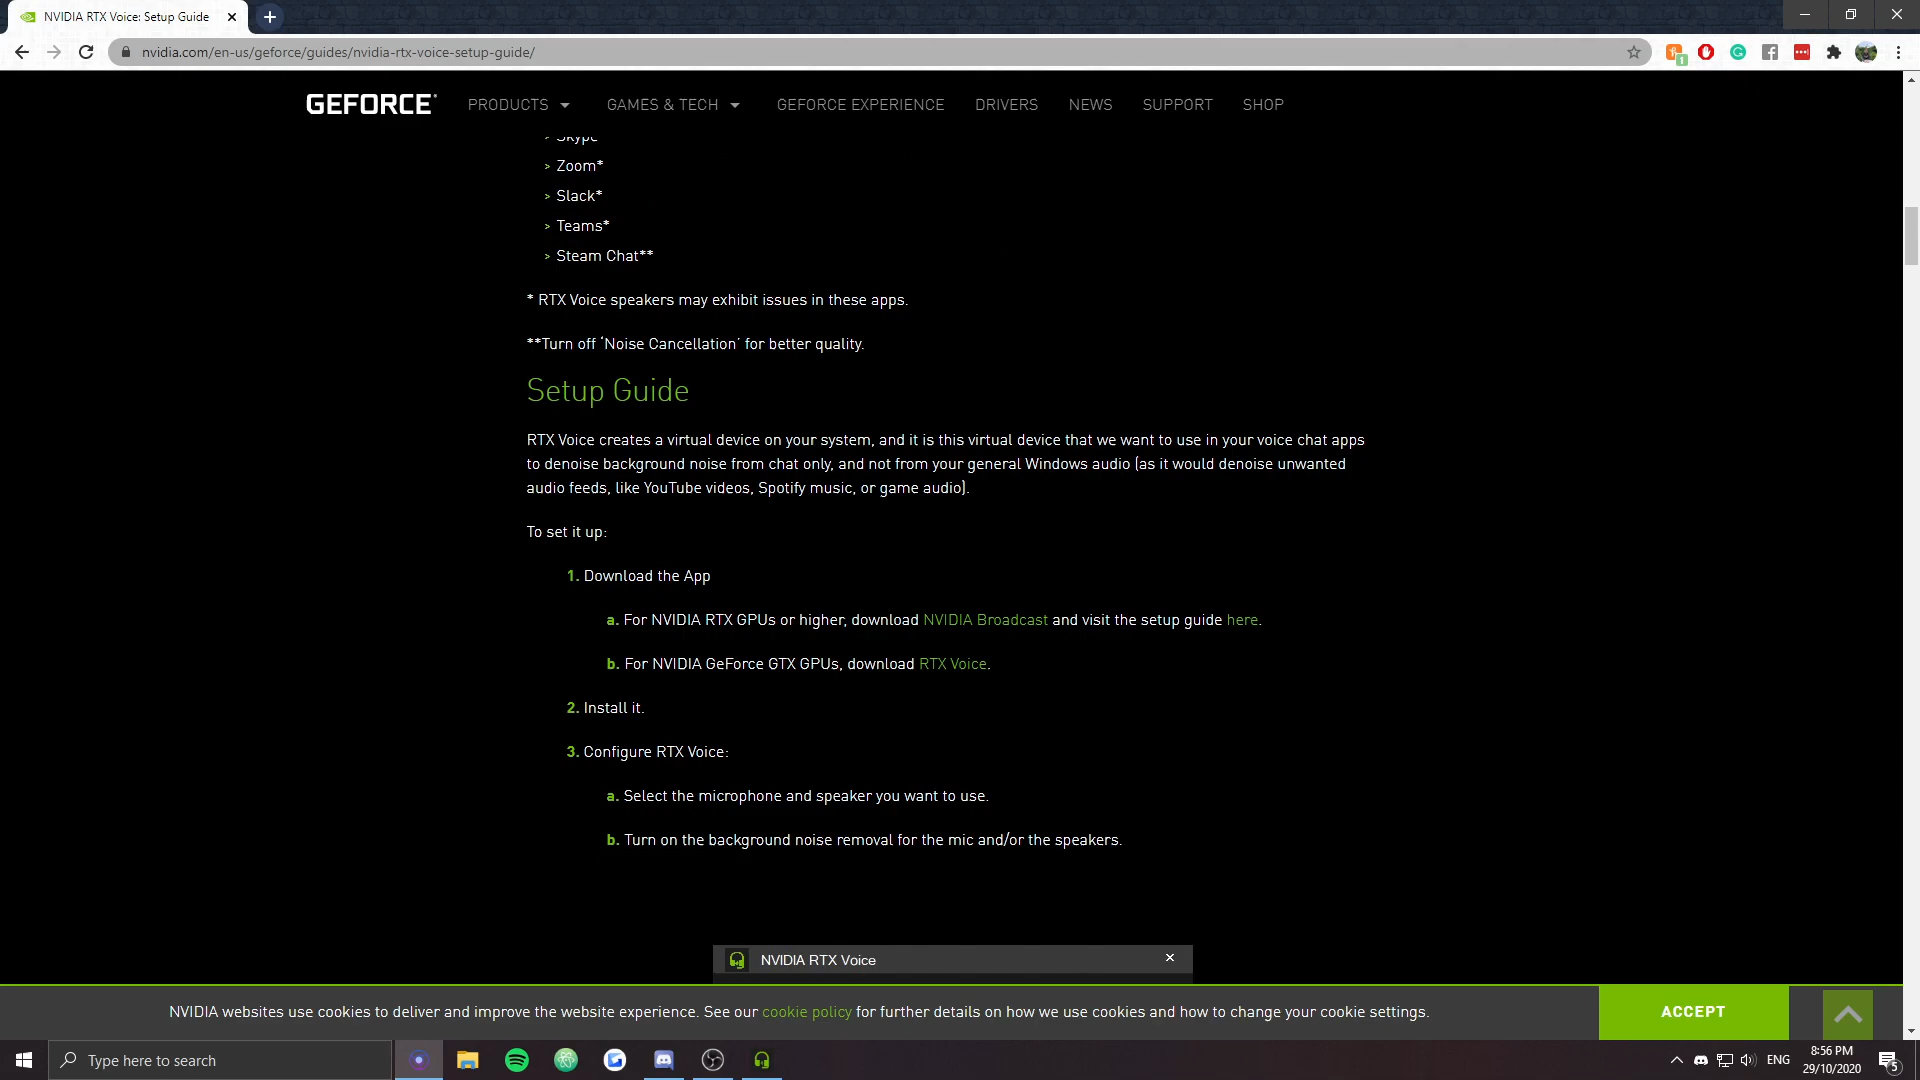 NVIDIA RTX Voice: Setup Guide
nvidia.com/en-us/geforce/guides/nvidia-rtx-voice-setup-guide/
1
GEFORCE PRODUCTS GAMES & TECH GEFORCE EXPERIENCE DRIVERS NEWS SUPPORT SHOP
> Skype
> Zoom*
> Slack*
> Teams*
> Steam Chat**
* RTX Voice speakers may exhibit issues in these apps.
**Turn off ‘Noise Cancellation’ for better quality.
Setup Guide
RTX Voice creates a virtual device on your system, and it is this virtual device that we want to use in your voice chat apps
to denoise background noise from chat only, and not from your general Windows audio (as it would denoise unwanted
audio feeds, like YouTube videos, Spotify music, or game audio).
To set it up:
1. Download the App
a. For NVIDIA RTX GPUs or higher, download NVIDIA Broadcast and visit the setup guide here.
b. For NVIDIA GeForce GTX GPUs, download RTX Voice.
2. Install it.
3. Configure RTX Voice:
a. Select the microphone and speaker you want to use.
b. Turn on the background noise removal for the mic and/or the speakers.
NVIDIA RTX Voice
NVIDIA websites use cookies to deliver and improve the website experience. See our cookie policy for further details on how we use cookies and how to change your cookie settings.
ACCEPT
Type here to search
ENG
8:56 PM
29/10/2020
5